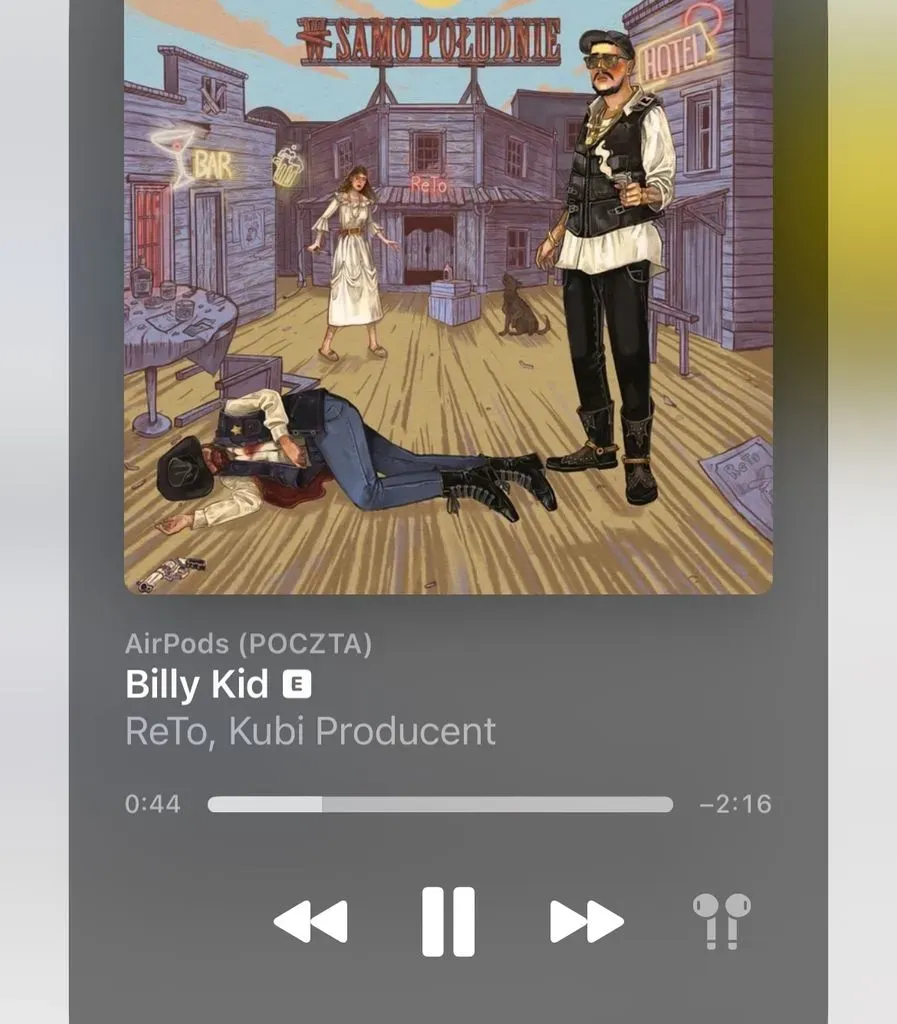 W SAMO POŁUDNIE
HOTEL
BAR
ReTo
ReTo
AirPods (POCZTA)
Billy Kid E
ReTo, Kubi Producent
0:44
−2:16